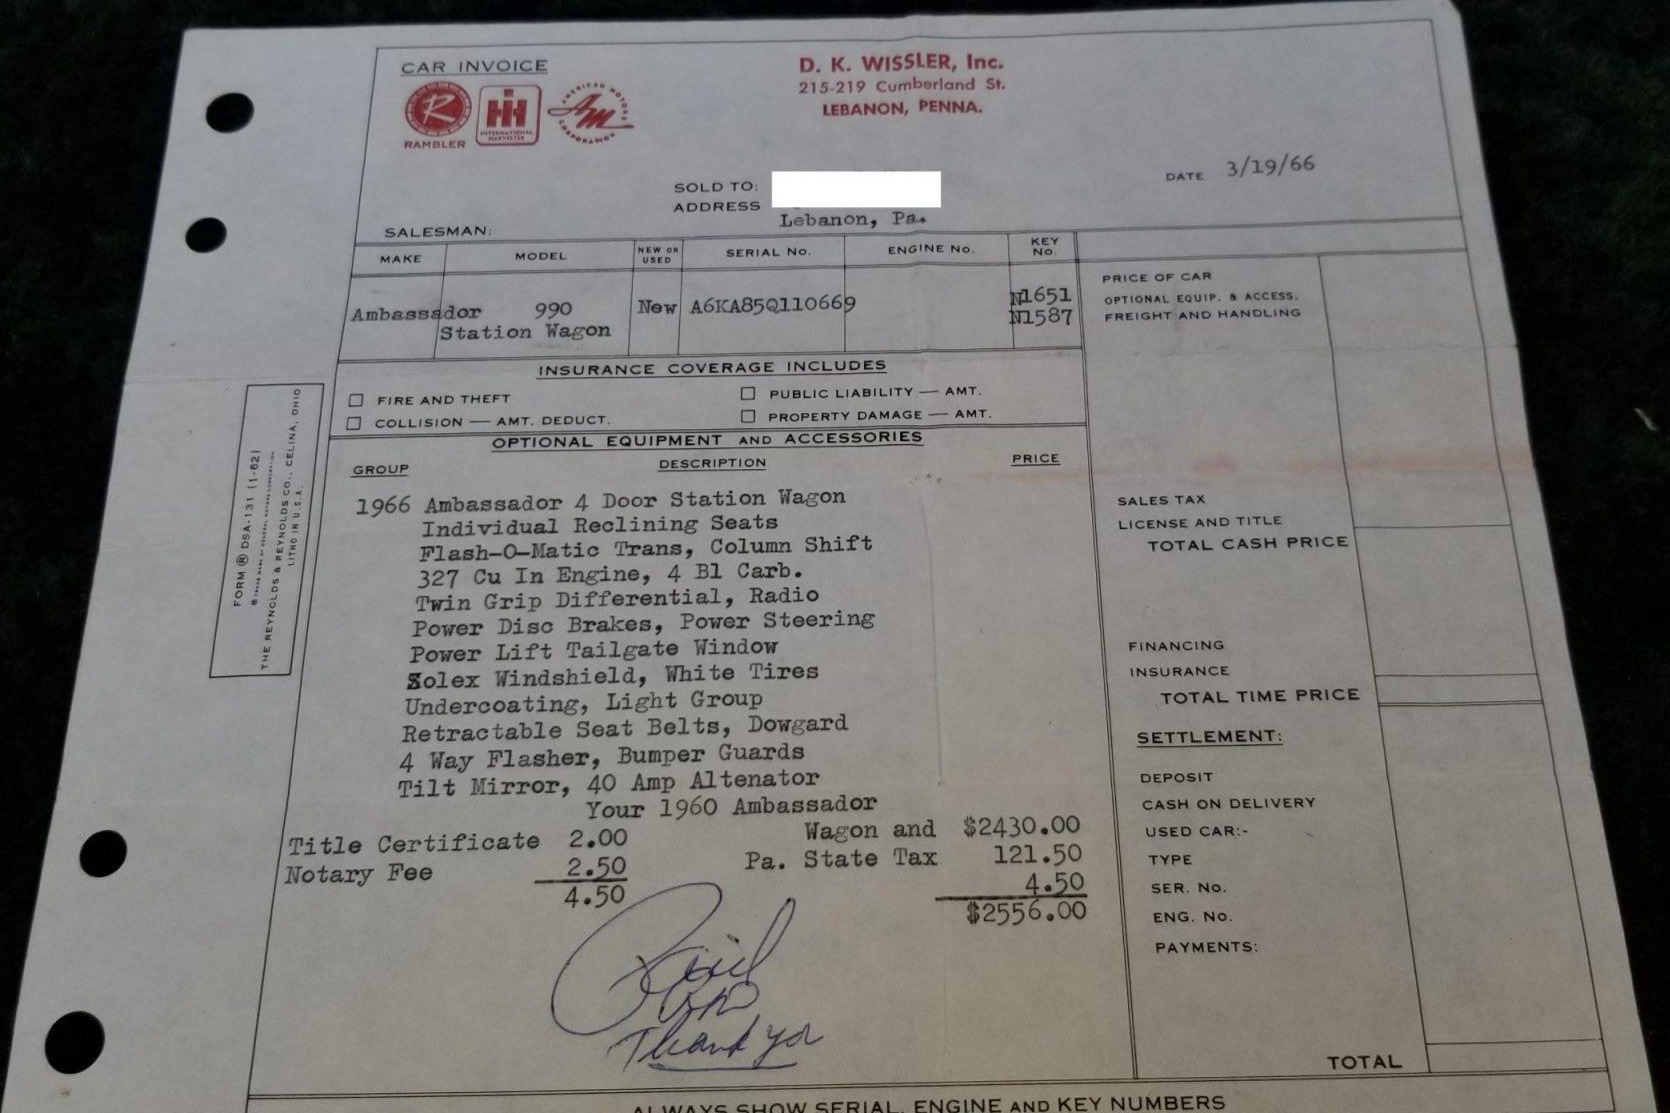 CAR INVOICE
D. K. WISSLER, Inc.
215-219 Cumberland St.
LEBANON, PENNA.
R
RAMBLER
IH
INTERNATIONAL
HARVESTER
AMERICAN MOTORS
AM
CORPORATION
DATE 3/19/66
SOLD TO:
ADDRESS
Lebanon, Pa.
SALESMAN:
MAKE MODEL NEW OR USED SERIAL NO. ENGINE NO. KEY NO.
Ambassador 990 New A6KA85Q110669 N1651
Station Wagon N1587
PRICE OF CAR
OPTIONAL EQUIP. & ACCESS.
FREIGHT AND HANDLING
INSURANCE COVERAGE INCLUDES
FIRE AND THEFT PUBLIC LIABILITY — AMT.
COLLISION — AMT. DEDUCT. PROPERTY DAMAGE — AMT.
OPTIONAL EQUIPMENT AND ACCESSORIES
GROUP DESCRIPTION PRICE
1966 Ambassador 4 Door Station Wagon
Individual Reclining Seats
Flash-O-Matic Trans, Column Shift
327 Cu In Engine, 4 Bl Carb.
Twin Grip Differential, Radio
Power Disc Brakes, Power Steering
Power Lift Tailgate Window
Solex Windshield, White Tires
Undercoating, Light Group
Retractable Seat Belts, Dowgard
4 Way Flasher, Bumper Guards
Tilt Mirror, 40 Amp Altenator
Your 1960 Ambassador
Wagon and $2430.00
Title Certificate 2.00 Pa. State Tax 121.50
Notary Fee 2.50 4.50
4.50 $2556.00
Paid
Thank you
SALES TAX
LICENSE AND TITLE
TOTAL CASH PRICE
FINANCING
INSURANCE
TOTAL TIME PRICE
SETTLEMENT:
DEPOSIT
CASH ON DELIVERY
USED CAR:-
TYPE
SER. No.
ENG. No.
PAYMENTS:
TOTAL
FORM ® DSA-131 (1-62)
THE REYNOLDS & REYNOLDS CO., CELINA, OHIO
LITHO IN U.S.A.
ALWAYS SHOW SERIAL, ENGINE AND KEY NUMBERS